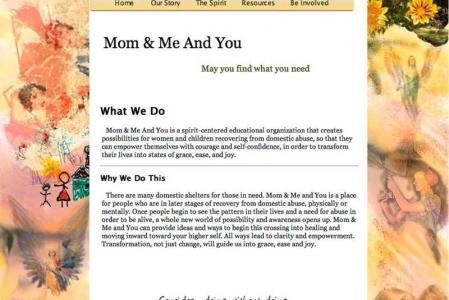 Home Our Story The Spirit Resources Be Involved
Mom & Me And You
May you find what you need
What We Do
Mom & Me And You is a spirit-centered educational organization that creates
possibilities for women and children recovering from domestic abuse, so that they
can empower themselves with courage and self-confidence, in order to transform
their lives into states of grace, ease, and joy.
Why We Do This
There are many domestic shelters for those in need. Mom & Me and You is a place
for people who are in later stages of recovery from domestic abuse, physically or
mentally. Once people begin to see the pattern in their lives and a need for abuse in
order to be alive, a whole new world of possibility and awareness opens up. Mom &
Me and You can provide ideas and ways to begin this crossing into healing and
moving inward toward your higher self. All ways lead to clarity and empowerment.
Transformation, not just change, will guide us into grace, ease and joy.